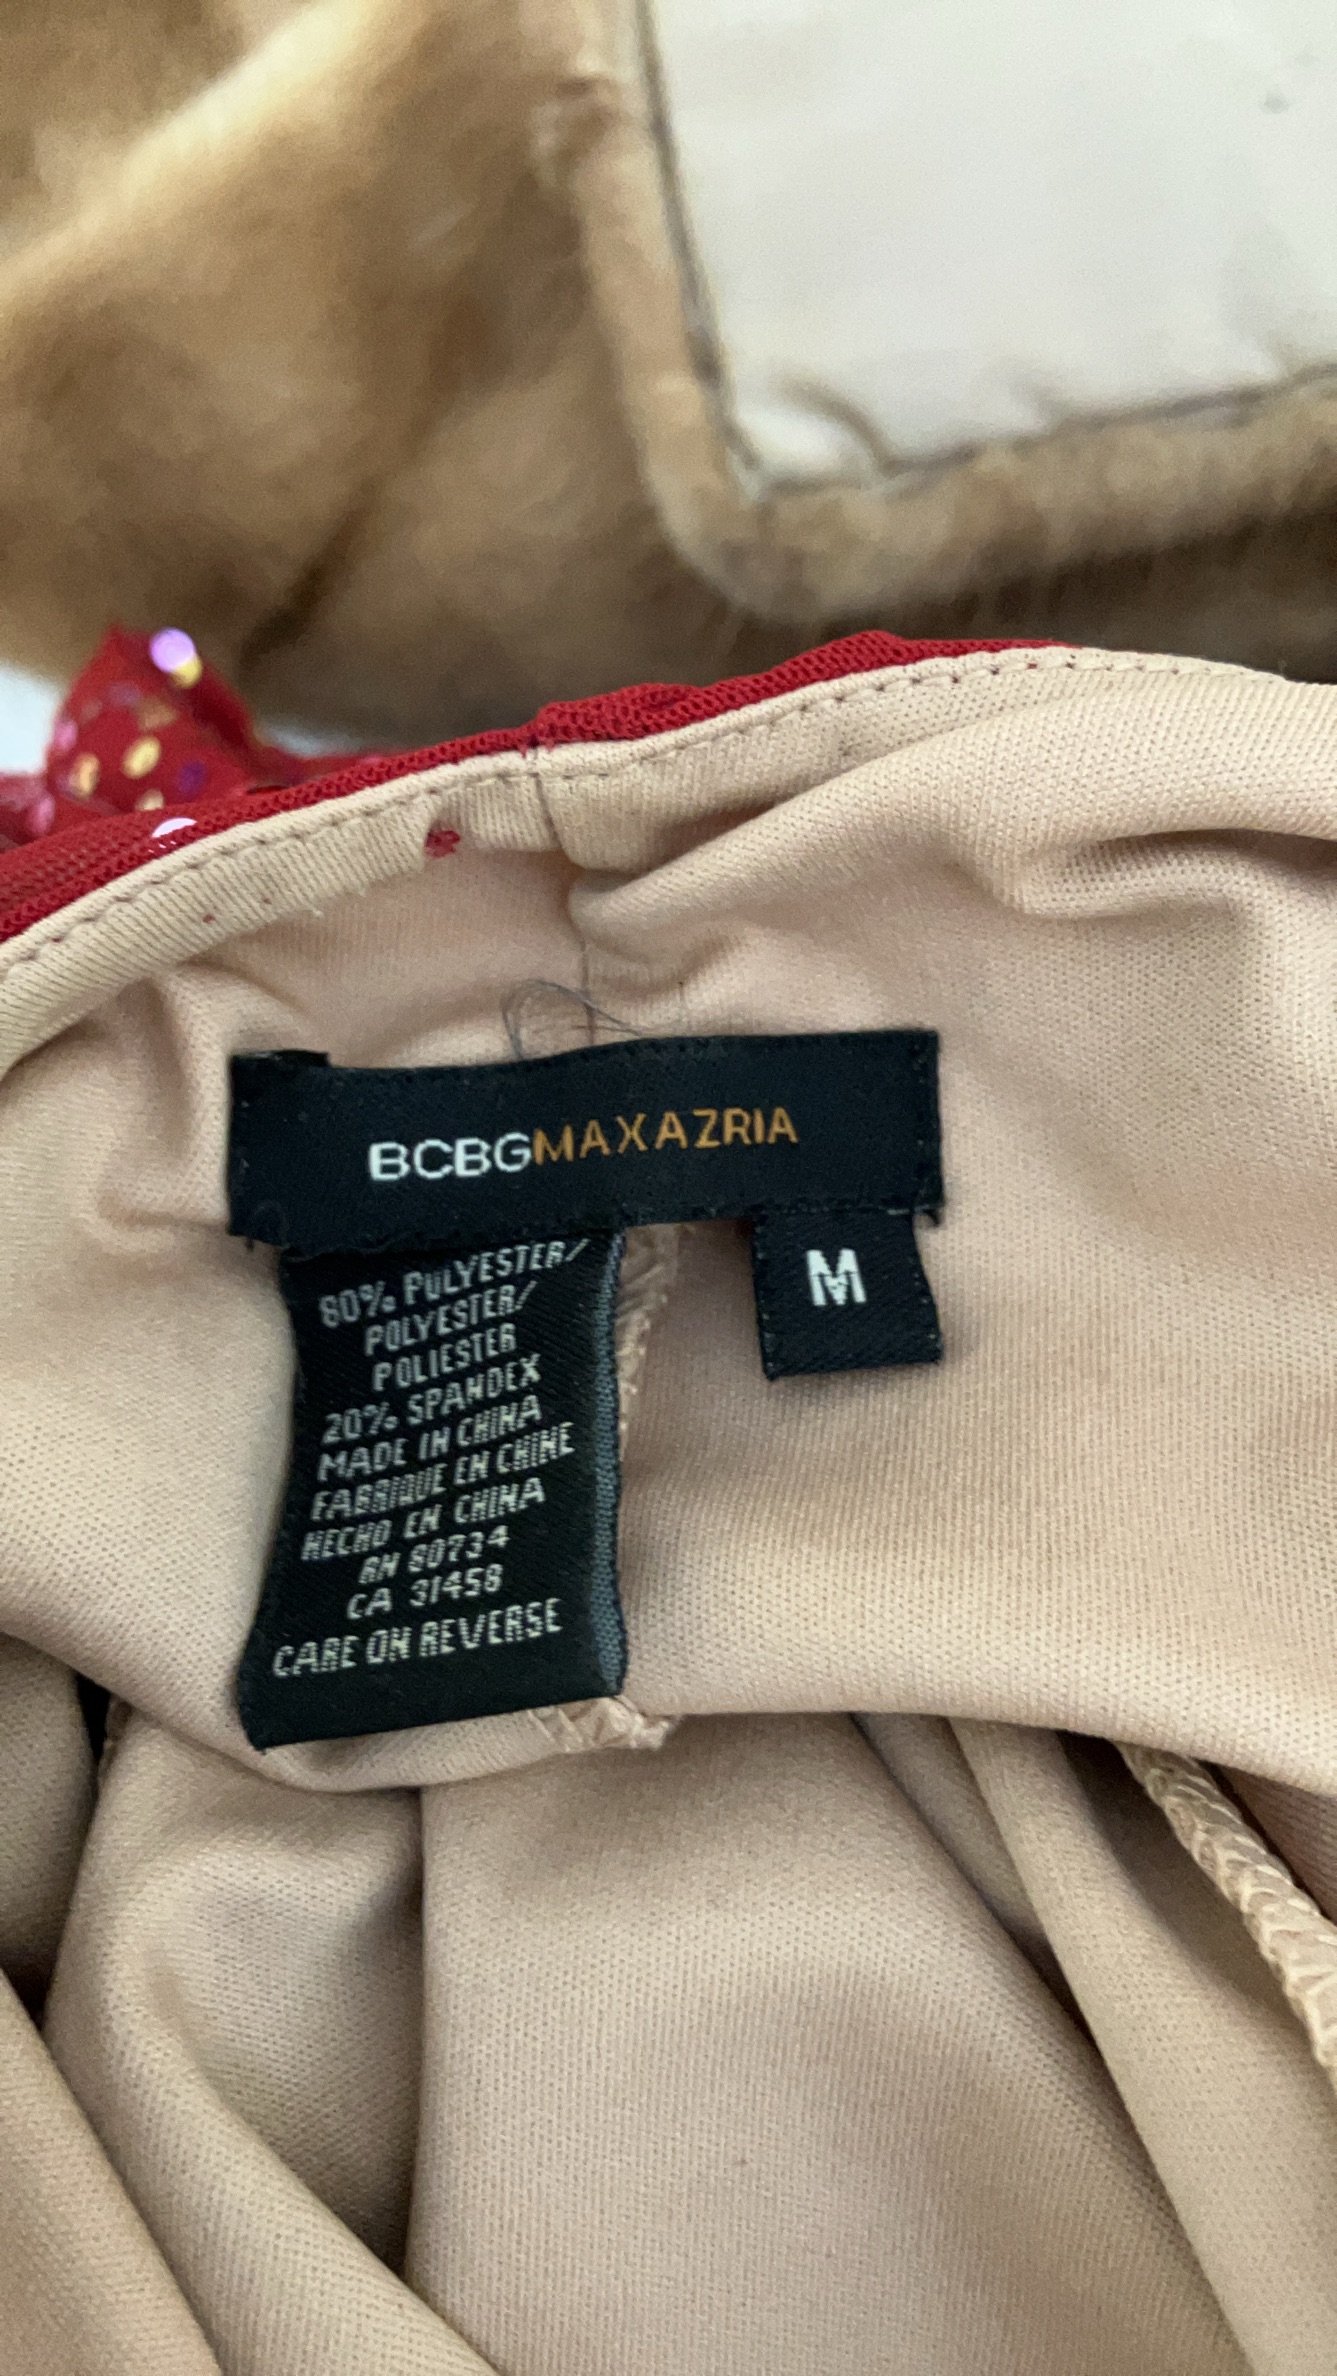 BCBGMAXAZRIA
M
80% POLYESTER/
POLYESTER/
POLIESTER
20% SPANDEX
MADE IN CHINA
FABRIQUE EN CHINE
HECHO EN CHINA
RN 80734
CA 31458
CARE ON REVERSE